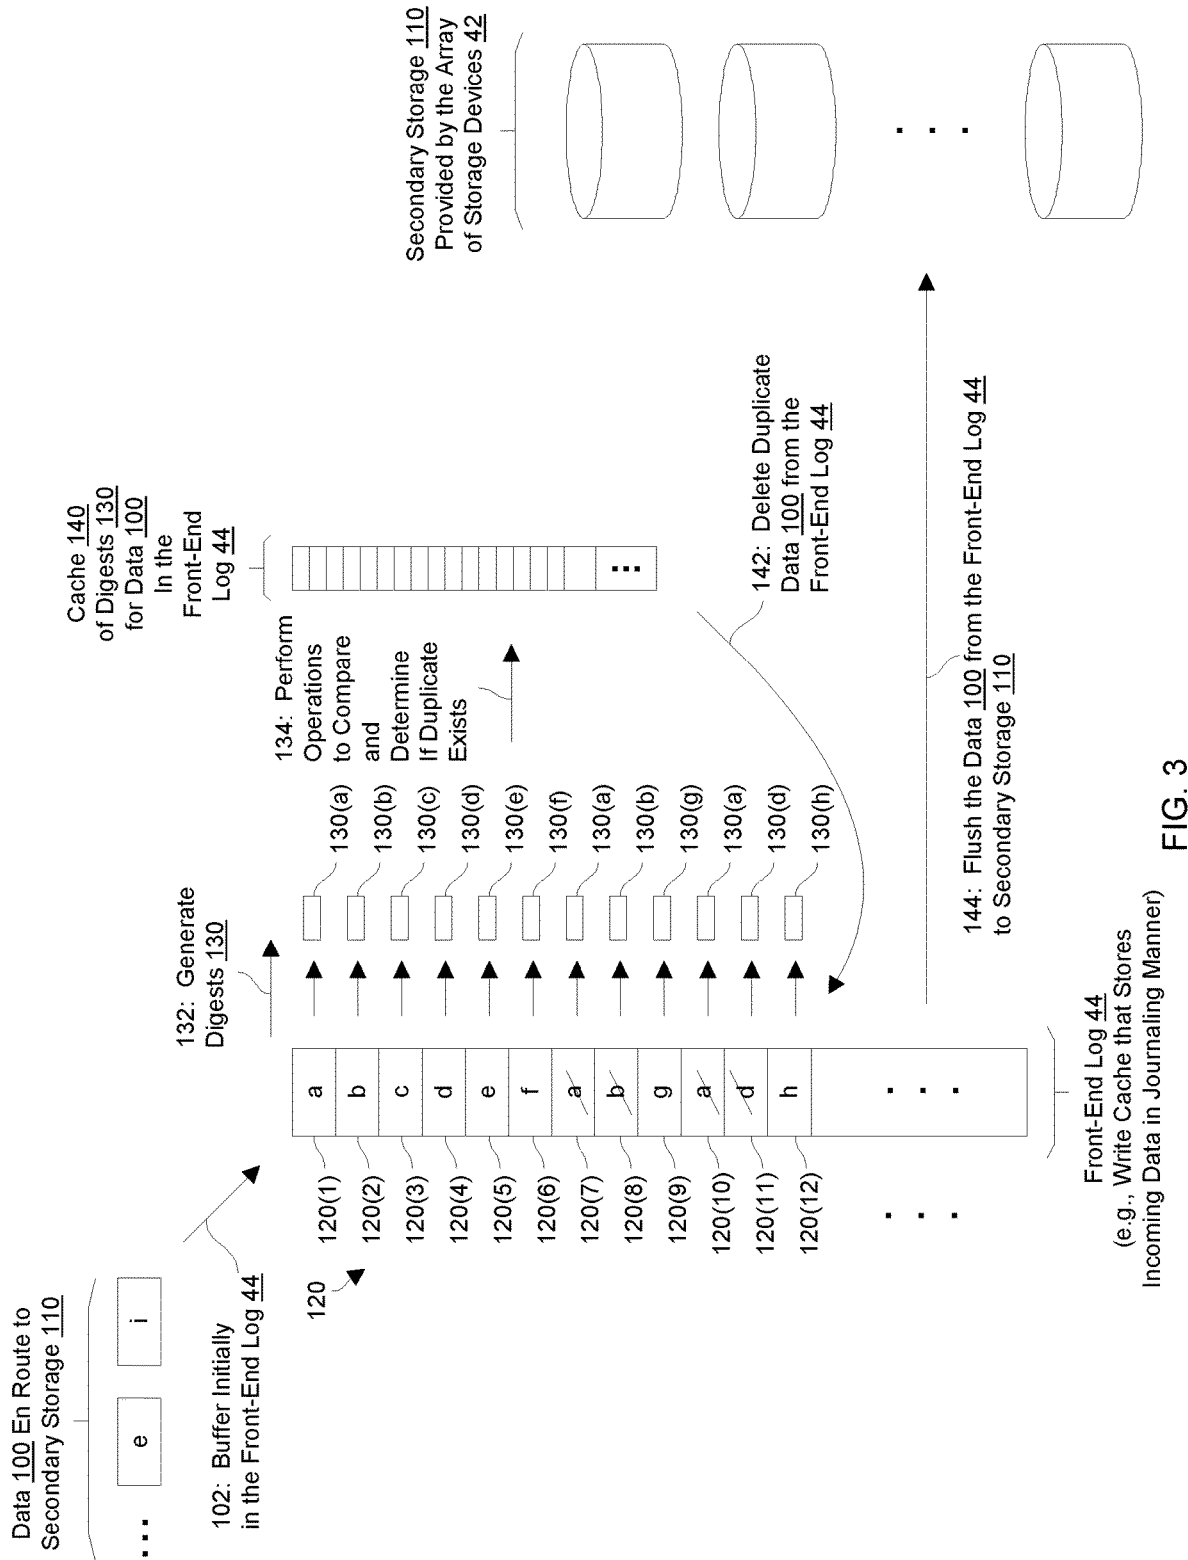 Data 100 En Route to
Secondary Storage 110
e
i
102: Buffer Initially
in the Front-End Log 44
132: Generate
Digests 130
Cache 140
of Digests 130
for Data 100
In the
Front-End
Log 44
134: Perform
Operations
to Compare
and
Determine
If Duplicate
Exists
Secondary Storage 110
Provided by the Array
of Storage Devices 42
120
120(1)
a
130(a)
120(2)
b
130(b)
120(3)
c
130(c)
120(4)
d
130(d)
120(5)
e
130(e)
120(6)
f
130(f)
120(7)
a
130(a)
120(8)
b
130(b)
120(9)
g
130(g)
120(10)
a
130(a)
120(11)
d
130(d)
120(12)
h
130(h)
142: Delete Duplicate
Data 100 from the
Front-End Log 44
144: Flush the Data 100 from the Front-End Log 44
to Secondary Storage 110
Front-End Log 44
(e.g., Write Cache that Stores
Incoming Data in Journaling Manner)
FIG. 3